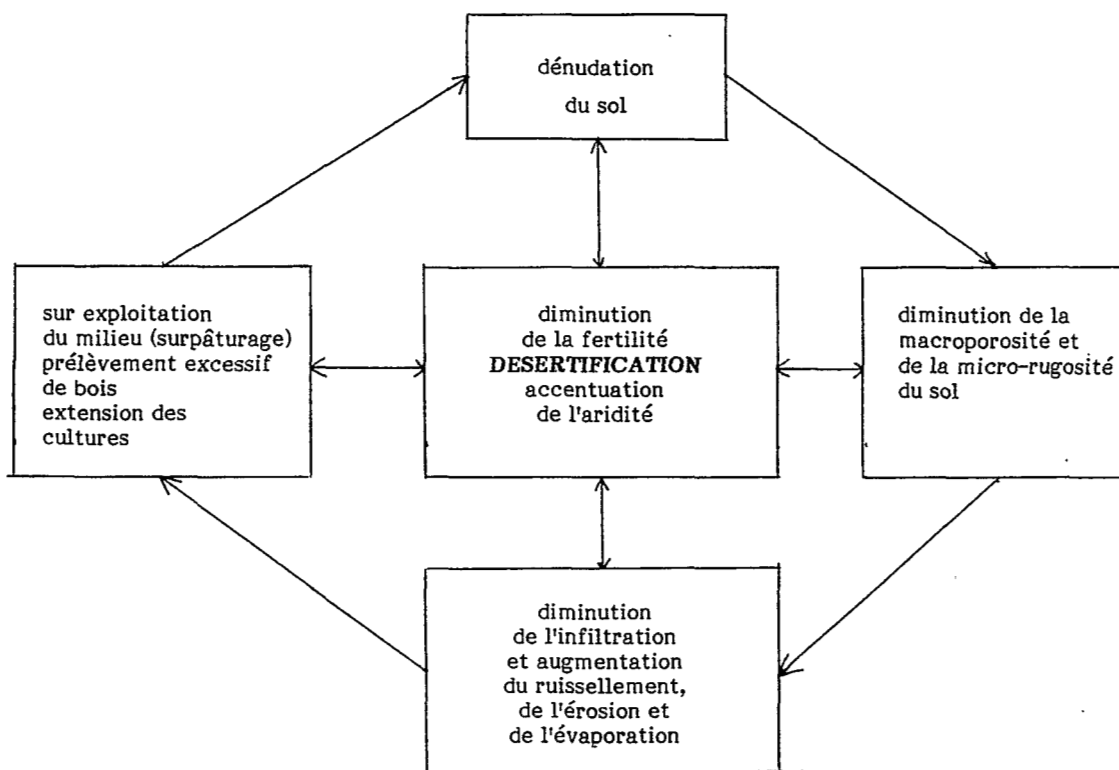 dénudation
du sol
sur exploitation
du milieu (surpâturage)
prélèvement excessif
de bois
extension des
cultures
diminution
de la fertilité
DESERTIFICATION
accentuation
de l'aridité
diminution de la
macroporosité et
de la micro-rugosité
du sol
diminution
de l'infiltration
et augmentation
du ruissellement,
de l'érosion et
de l'évaporation